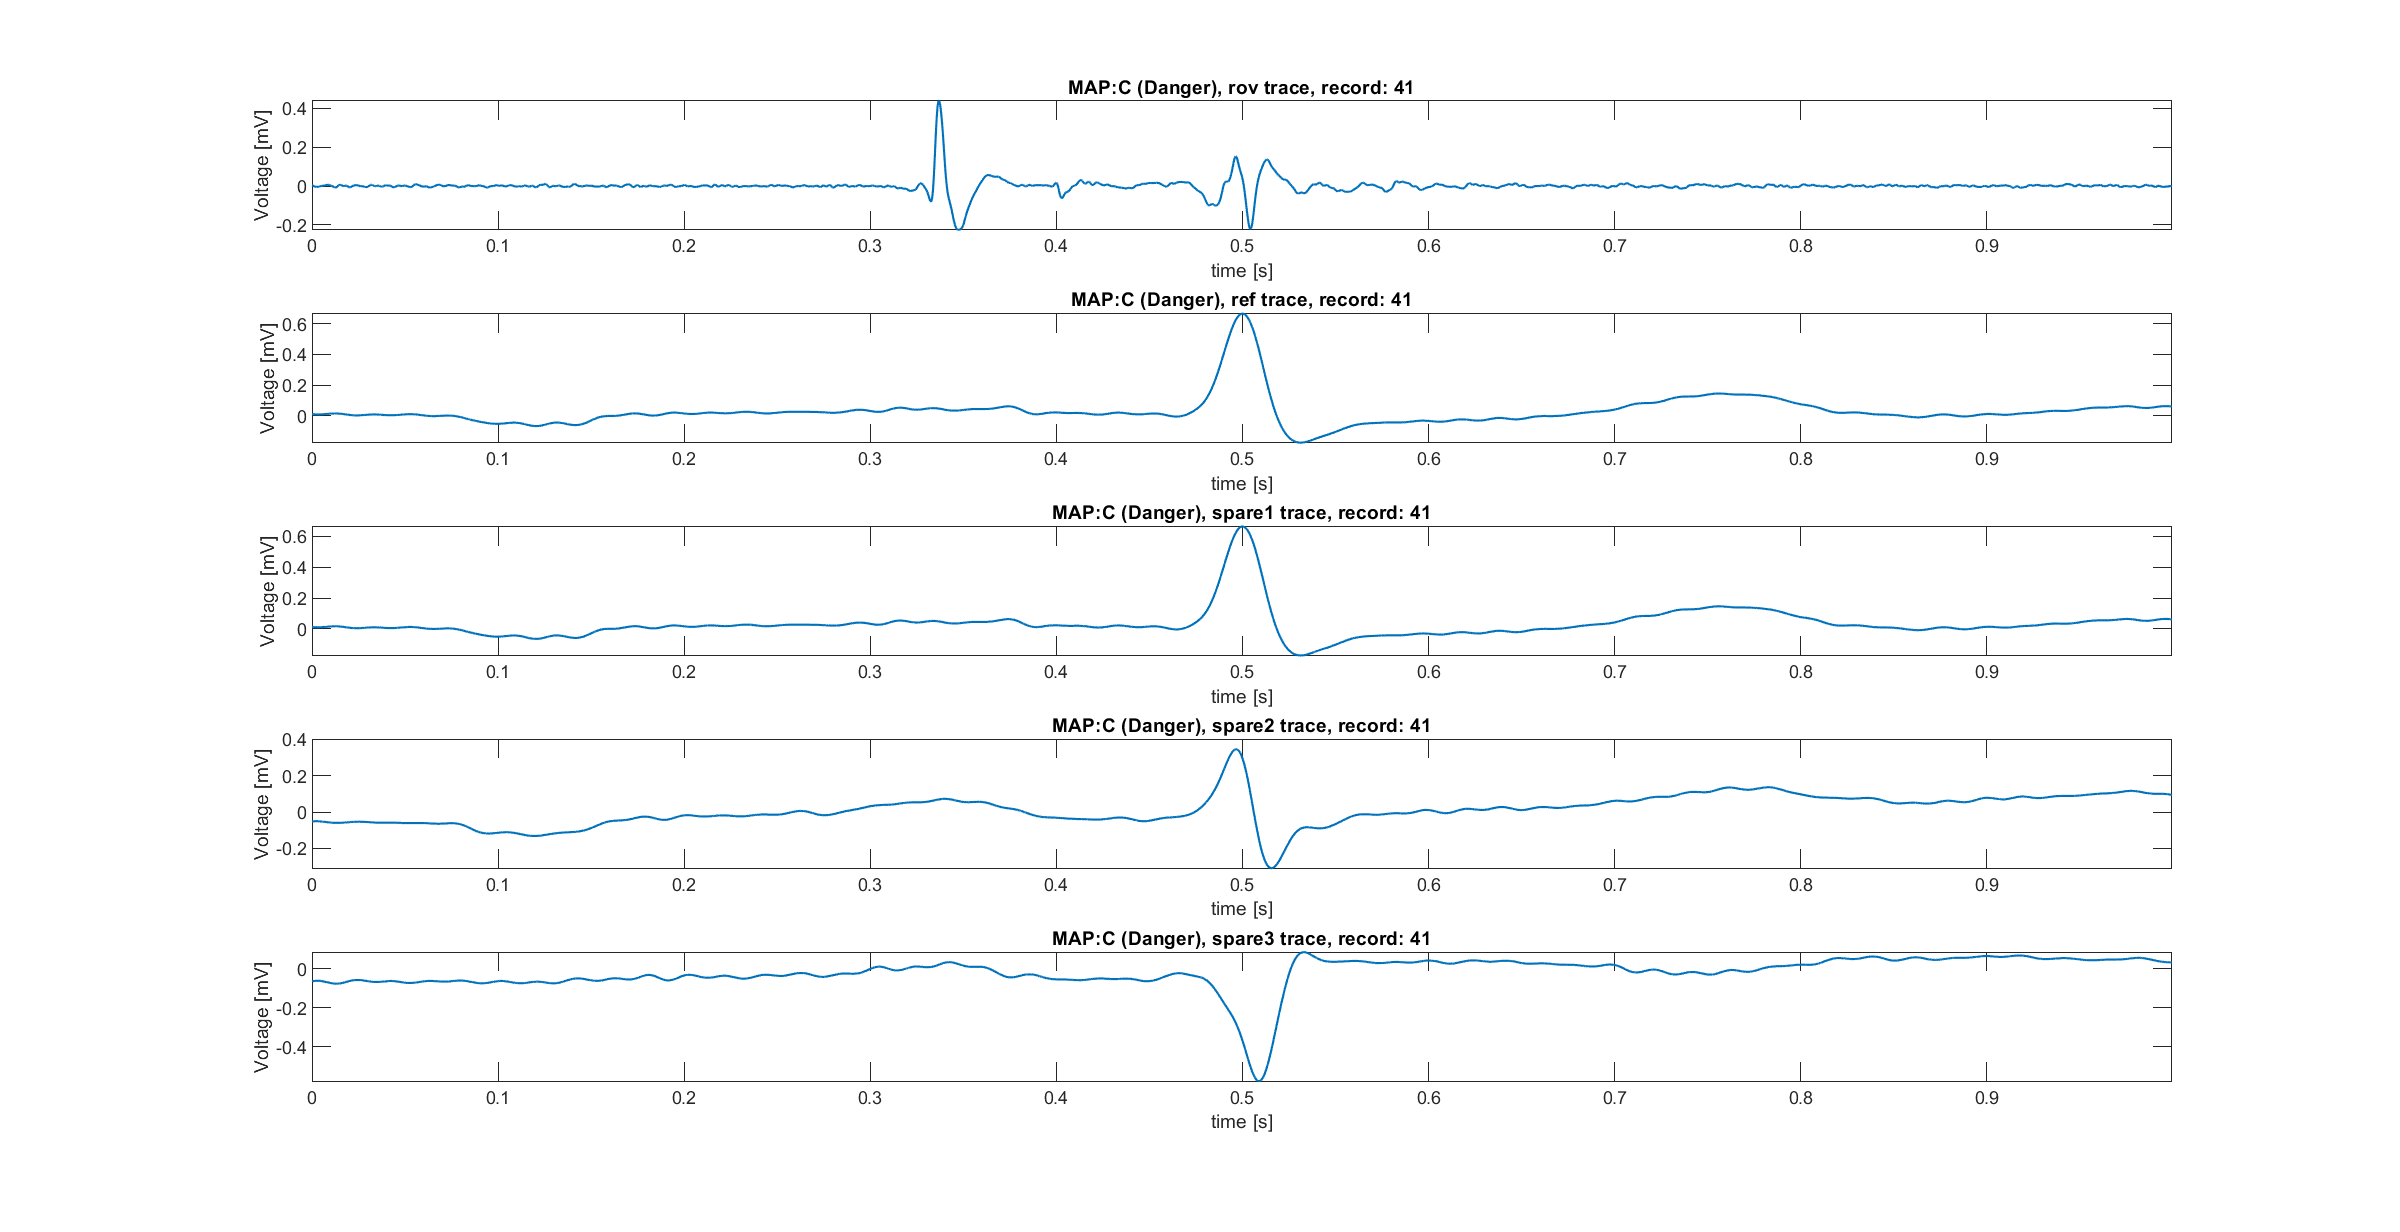 MAP:C (Danger), rov trace, record: 41
Voltage [mV]
0.4
0.2
0
-0.2
0 0.1 0.2 0.3 0.4 0.5 0.6 0.7 0.8 0.9
time [s]
MAP:C (Danger), ref trace, record: 41
Voltage [mV]
0.6
0.4
0.2
0
0 0.1 0.2 0.3 0.4 0.5 0.6 0.7 0.8 0.9
time [s]
MAP:C (Danger), spare1 trace, record: 41
Voltage [mV]
0.6
0.4
0.2
0
0 0.1 0.2 0.3 0.4 0.5 0.6 0.7 0.8 0.9
time [s]
MAP:C (Danger), spare2 trace, record: 41
Voltage [mV]
0.4
0.2
0
-0.2
0 0.1 0.2 0.3 0.4 0.5 0.6 0.7 0.8 0.9
time [s]
MAP:C (Danger), spare3 trace, record: 41
Voltage [mV]
0
-0.2
-0.4
0 0.1 0.2 0.3 0.4 0.5 0.6 0.7 0.8 0.9
time [s]